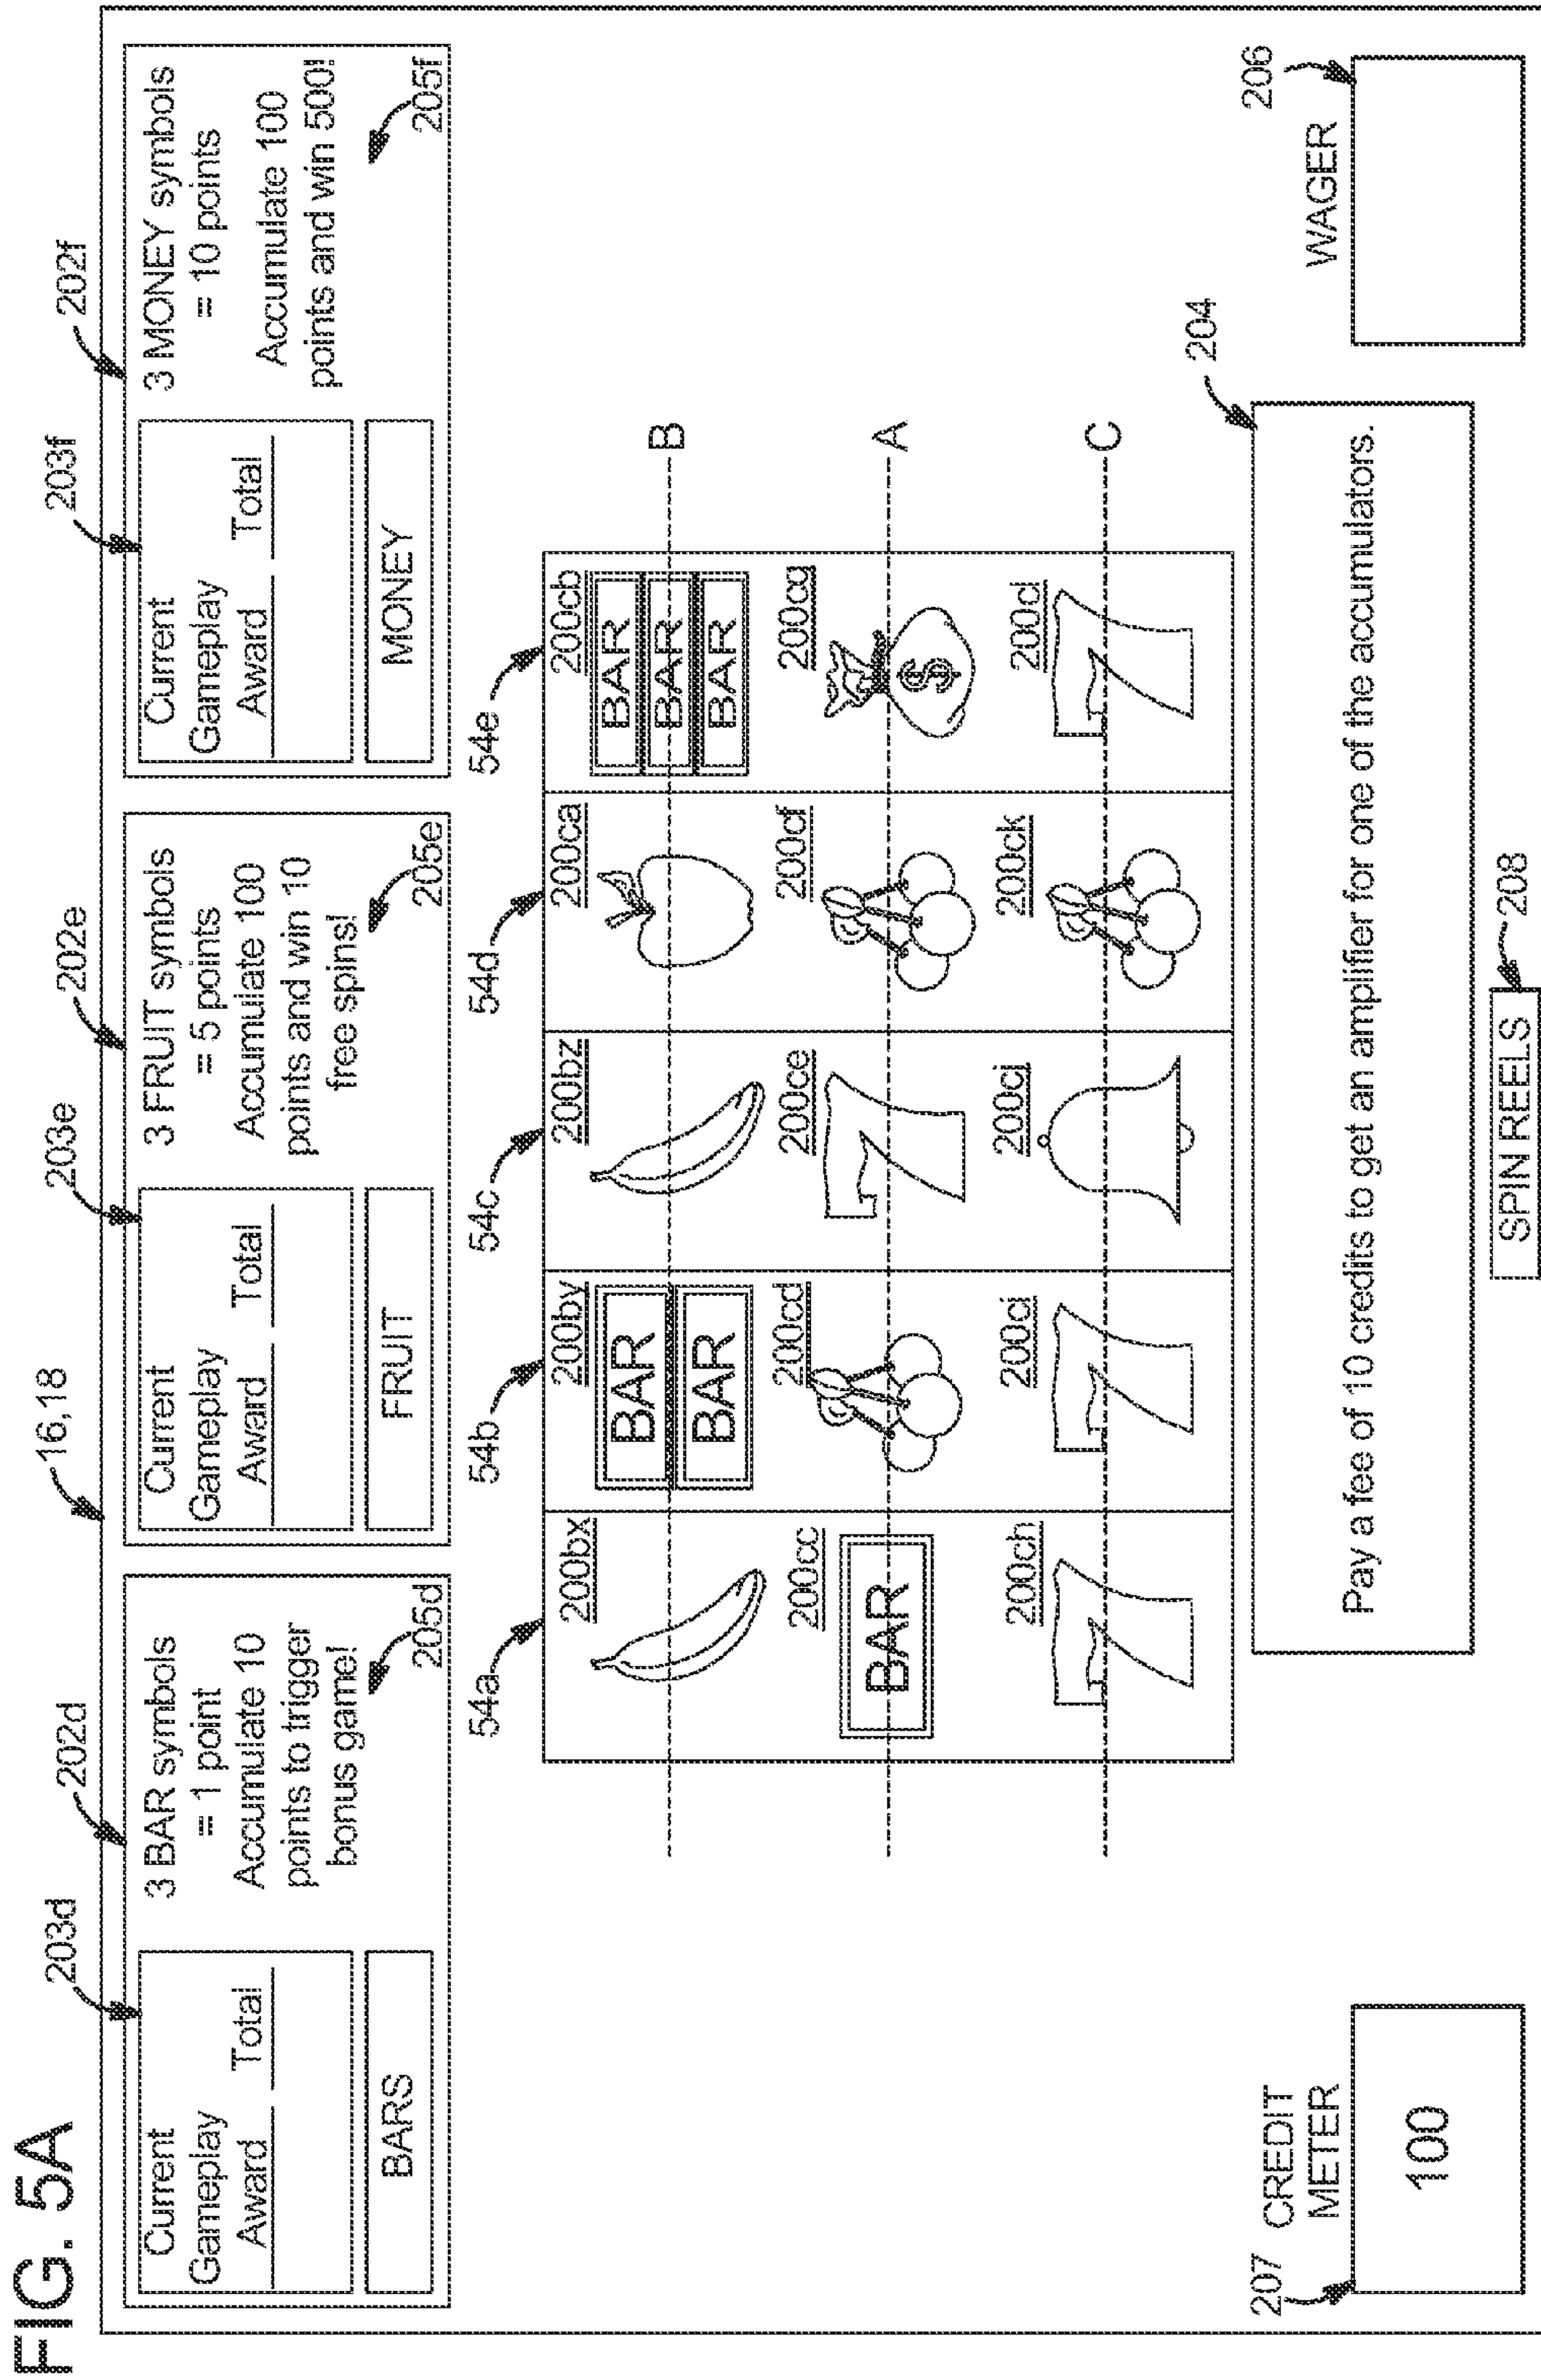 FIG. 5A
16,18
203d
202d
203e
202e
203f
202f
Current
Gameplay
Award Total
BARS
3 BAR symbols
= 1 point
Accumulate 10
points to trigger
bonus game!
205d
Current
Gameplay
Award Total
FRUIT
3 FRUIT symbols
= 5 points
Accumulate 100
points and win 10
free spins!
205e
Current
Gameplay
Award Total
MONEY
3 MONEY symbols
= 10 points
Accumulate 100
points and win 500!
205f
54a
54b
54c
54d
54e
200bx
200by
200bz
200ca
200cb
BAR
BAR
BAR
BAR
BAR
B
200cc
200cd
200ce
200cf
200cg
BAR
$
A
200ch
200ci
200cj
200ck
200cl
C
204
Pay a fee of 10 credits to get an amplifier for one of the accumulators.
207
CREDIT
METER
100
SPIN REELS
208
WAGER
206